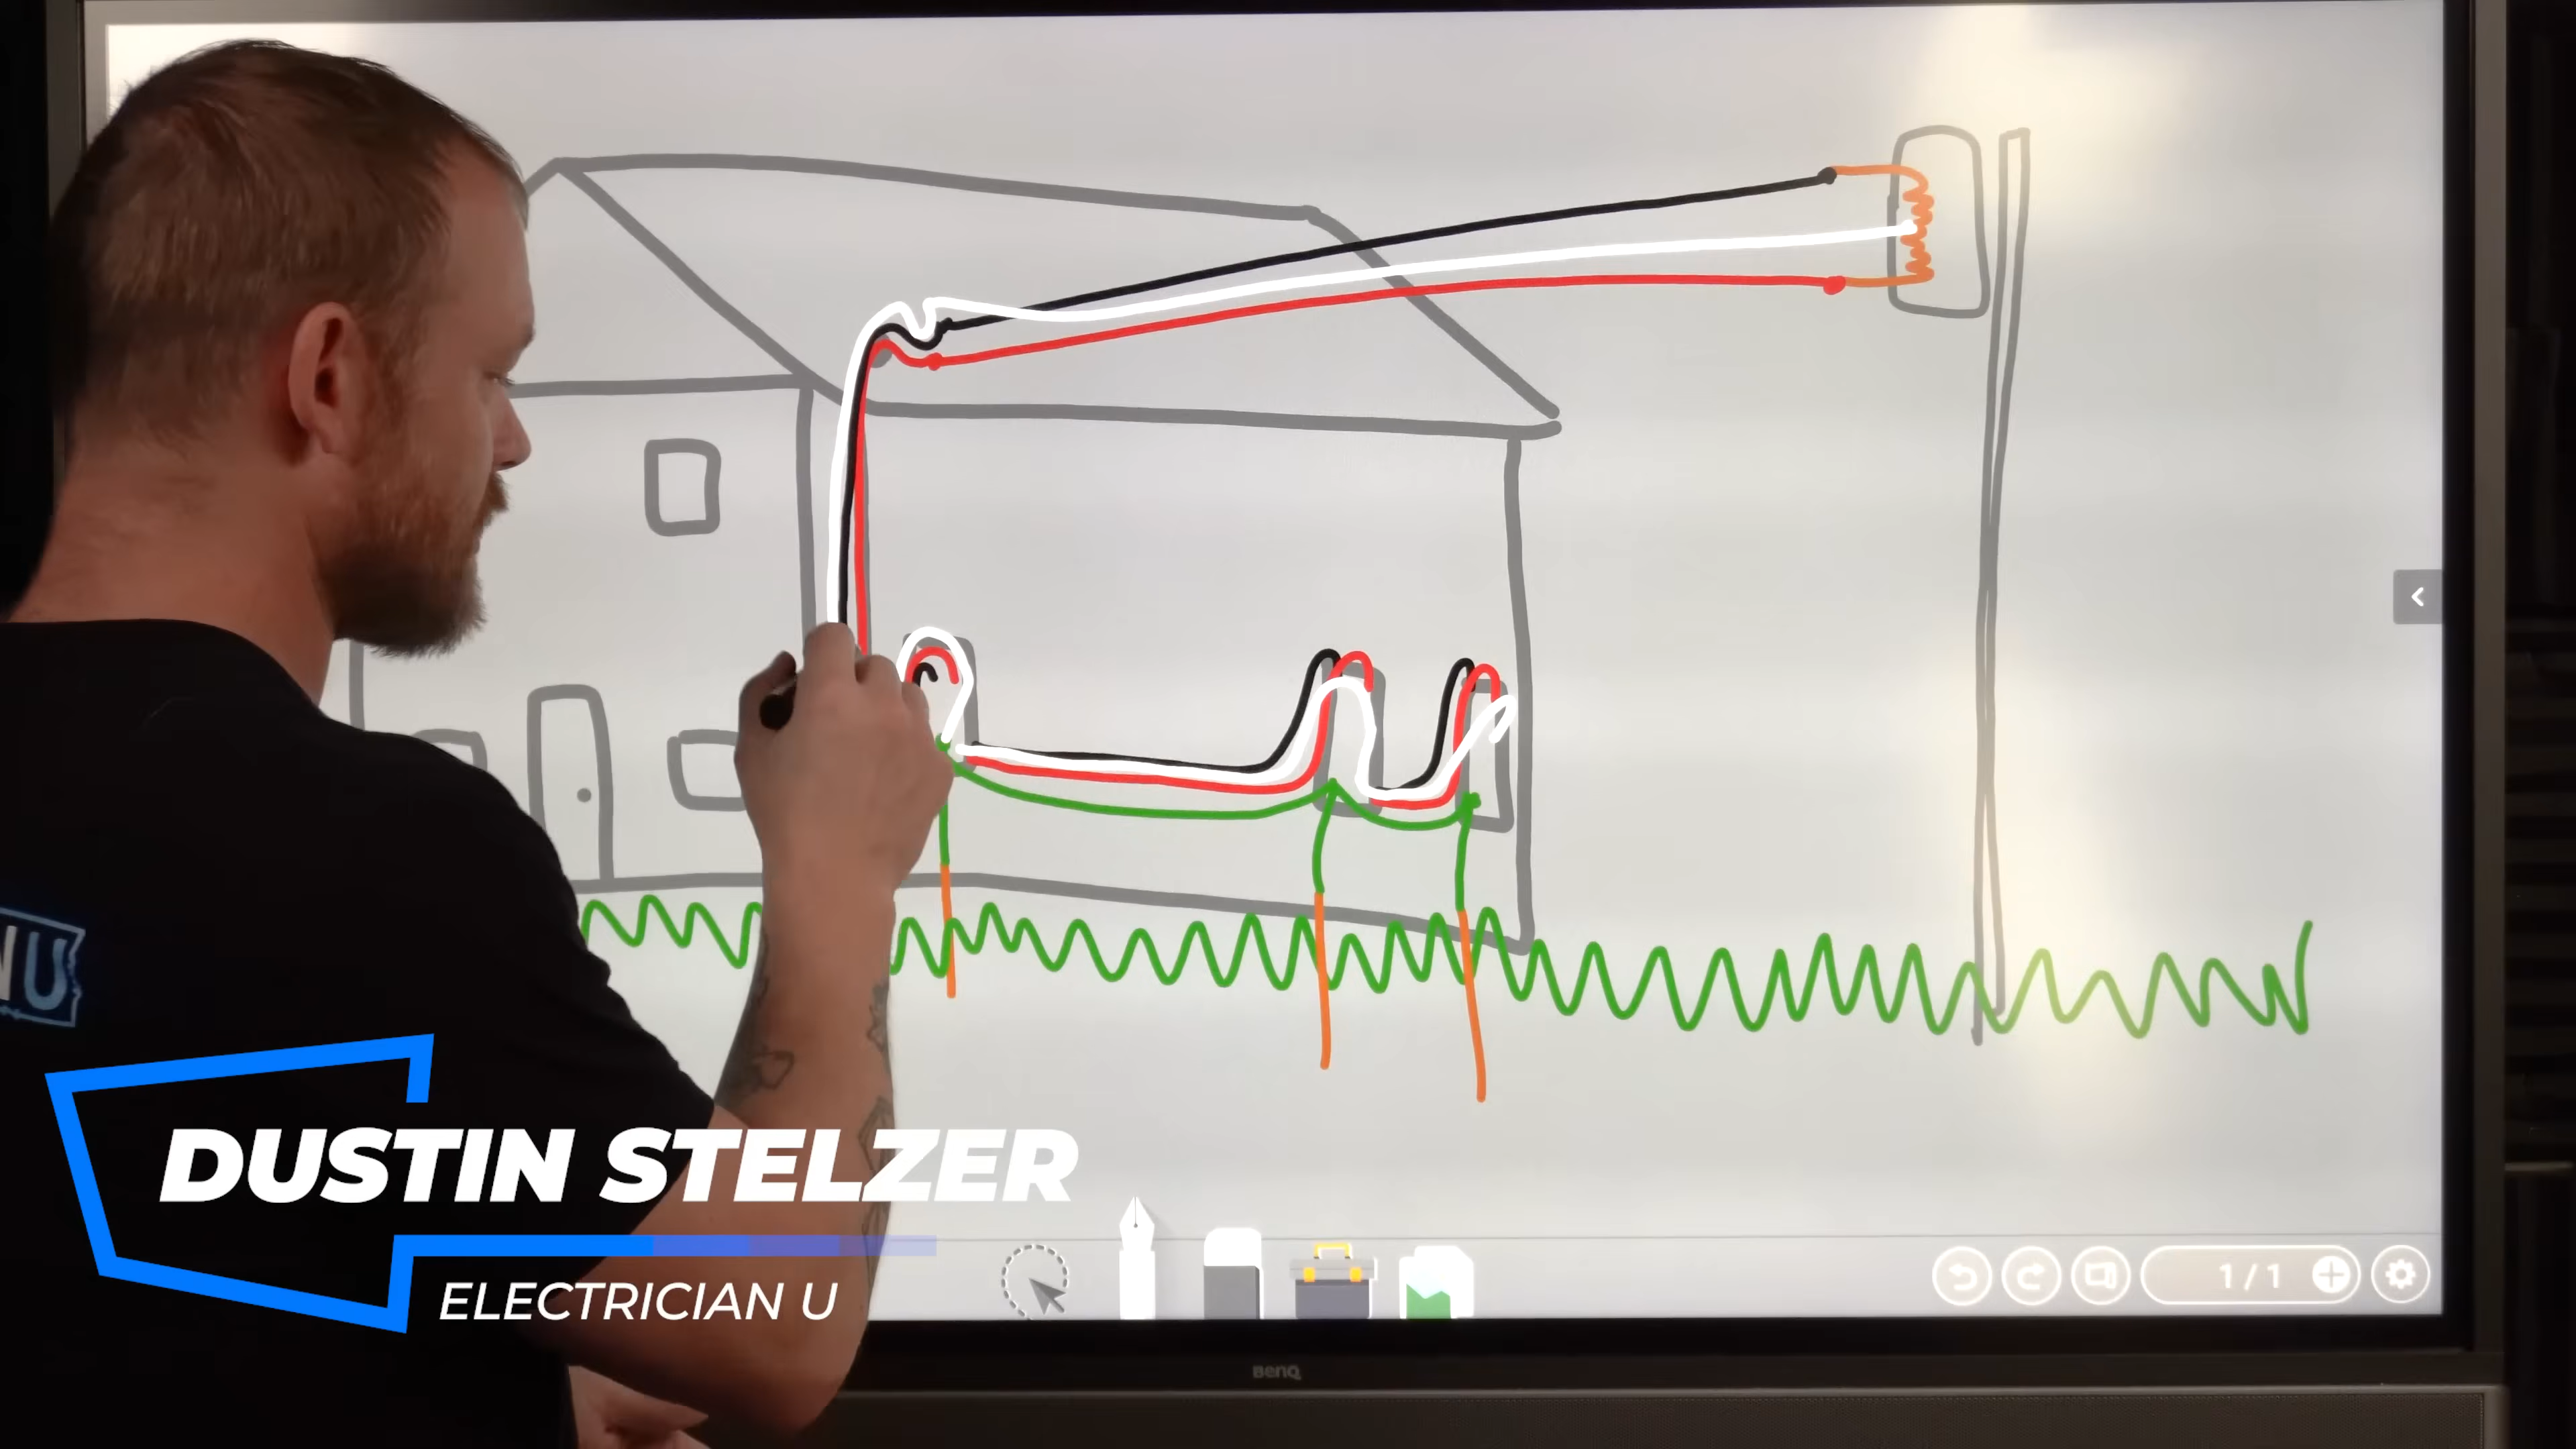 U
DUSTIN STELZER
ELECTRICIAN U
1/1
BenQ